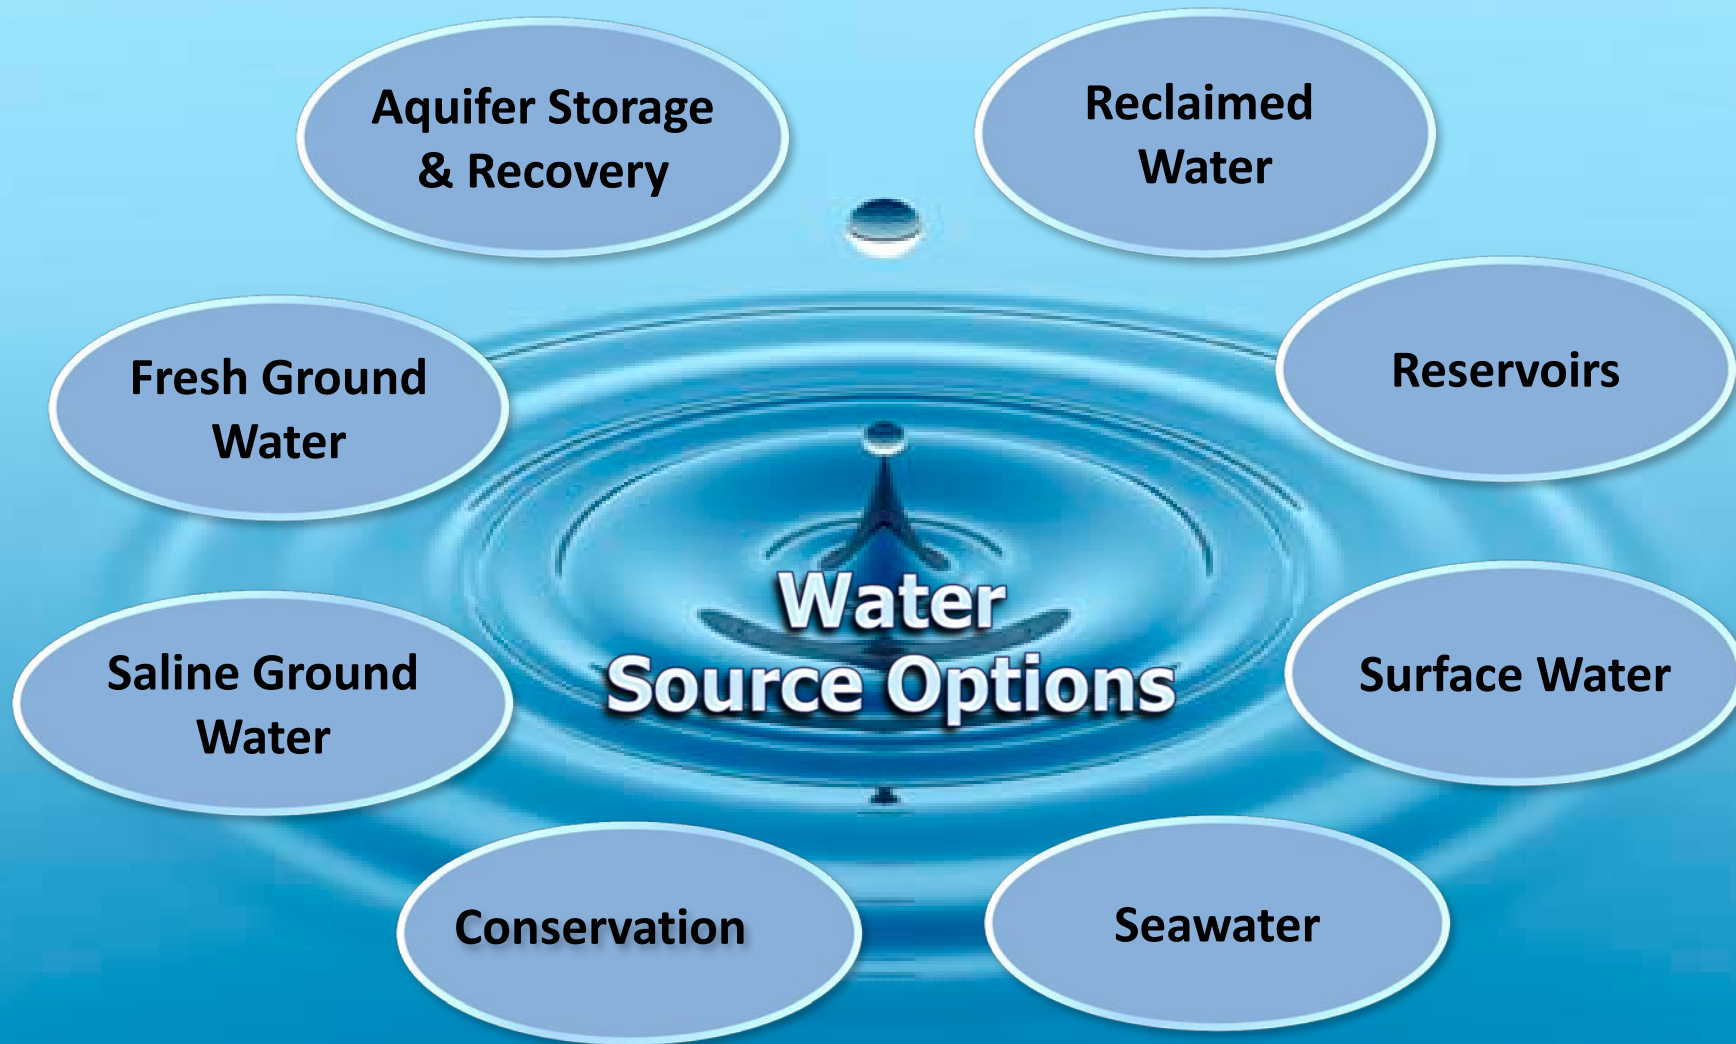 Aquifer Storage
& Recovery
Reclaimed
Water
Fresh Ground
Water
Reservoirs
Water
Source Options
Saline Ground
Water
Surface Water
Conservation
Seawater